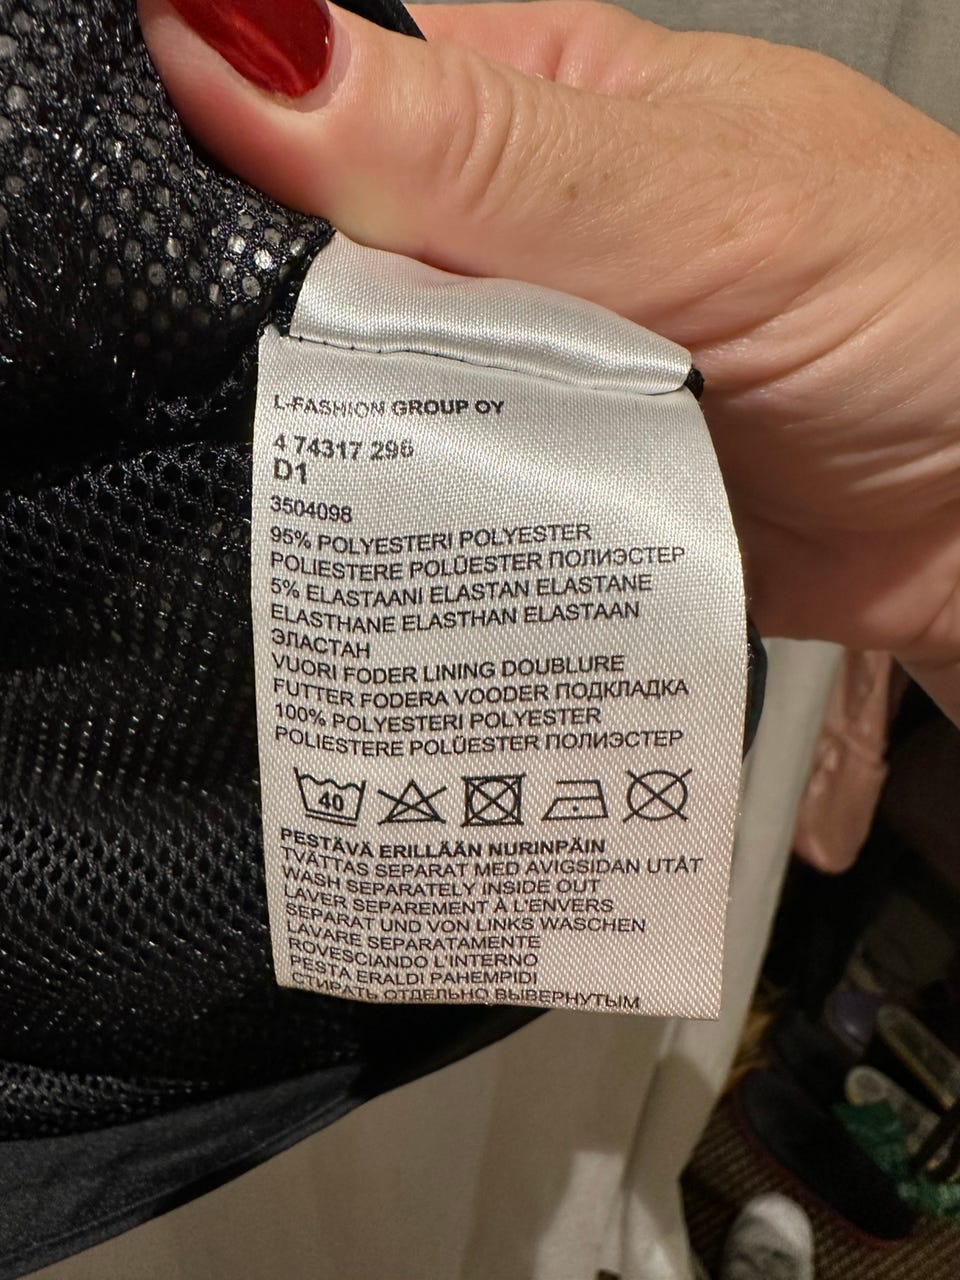 L-FASHION GROUP OY
4 74317 296
D1
3504098
95% POLYESTERI POLYESTER
POLIESTERE POLÜESTER ПОЛИЭСТЕР
5% ELASTAANI ELASTAN ELASTANE
ELASTHANE ELASTHAN ELASTAAN
ЭЛАСТАН
VUORI FODER LINING DOUBLURE
FUTTER FODERA VOODER ПОДКЛАДКА
100% POLYESTERI POLYESTER
POLIESTERE POLÜESTER ПОЛИЭСТЕР
40
PESTÄVÄ ERILLÄÄN NURINPÄIN
TVÄTTAS SEPARAT MED AVIGSIDAN UTÅT
WASH SEPARATELY INSIDE OUT
LAVER SEPAREMENT À L'ENVERS
SEPARAT UND VON LINKS WASCHEN
LAVARE SEPARATAMENTE
ROVESCIANDO L'INTERNO
PESTA ERALDI PAHEMPIDI
СТИРАТЬ ОТДЕЛЬНО ВЫВЕРНУТЫМ